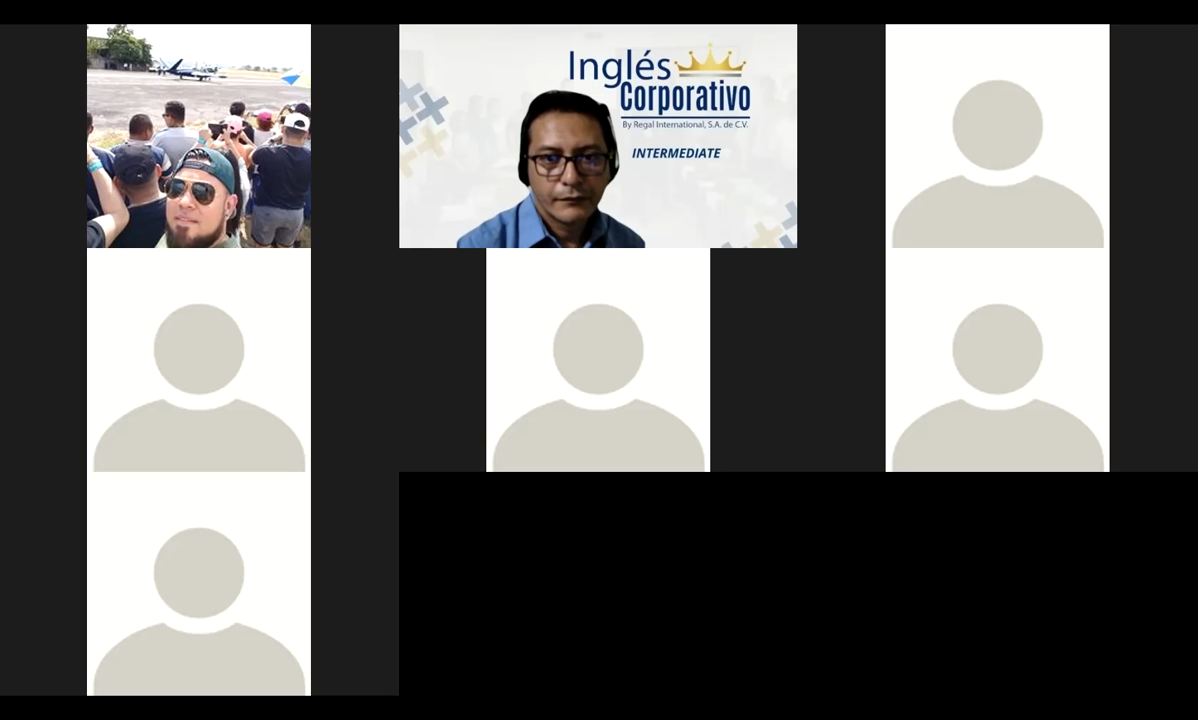 Inglés
Corporativo
By Regal International, S.A. de C.V.
INTERMEDIATE